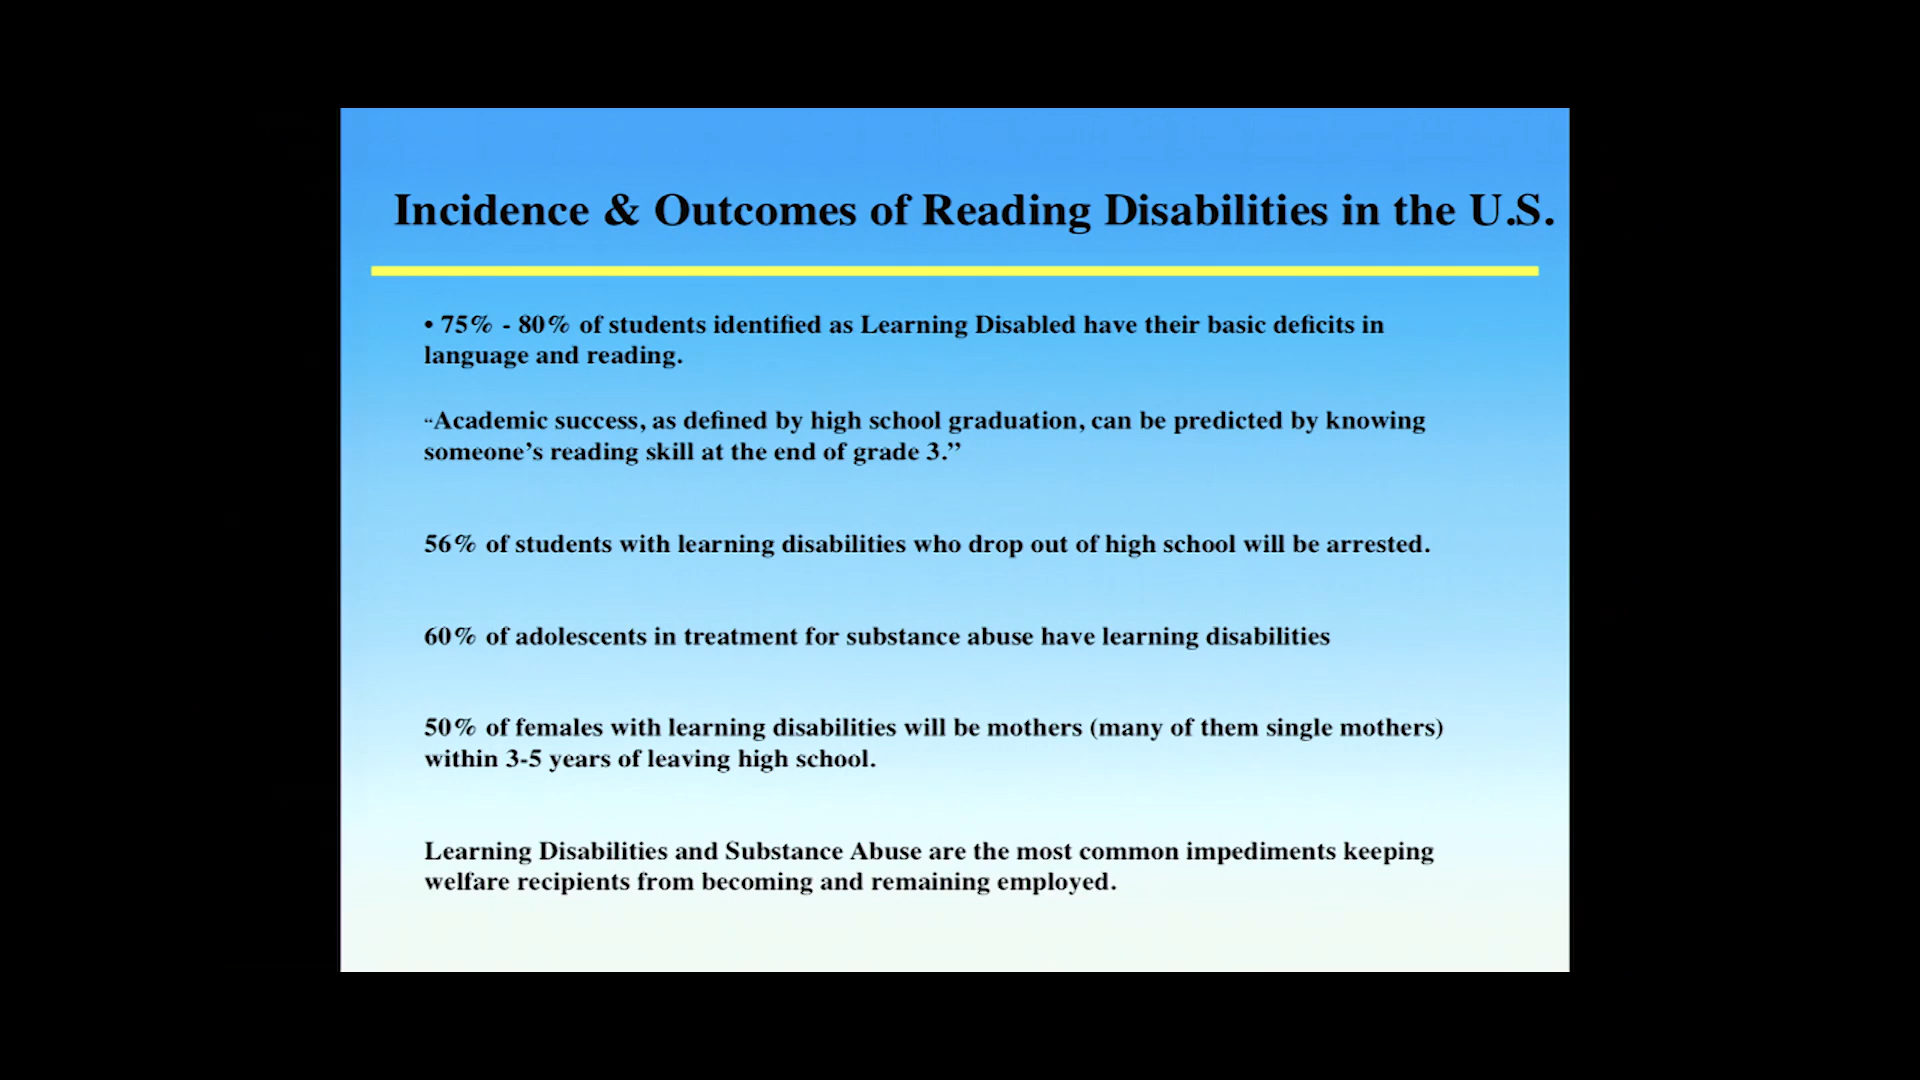 Incidence & Outcomes of Reading Disabilities in the U.S.
• 75% - 80% of students identified as Learning Disabled have their basic deficits in
language and reading.
“Academic success, as defined by high school graduation, can be predicted by knowing
someone’s reading skill at the end of grade 3.”
56% of students with learning disabilities who drop out of high school will be arrested.
60% of adolescents in treatment for substance abuse have learning disabilities
50% of females with learning disabilities will be mothers (many of them single mothers)
within 3-5 years of leaving high school.
Learning Disabilities and Substance Abuse are the most common impediments keeping
welfare recipients from becoming and remaining employed.